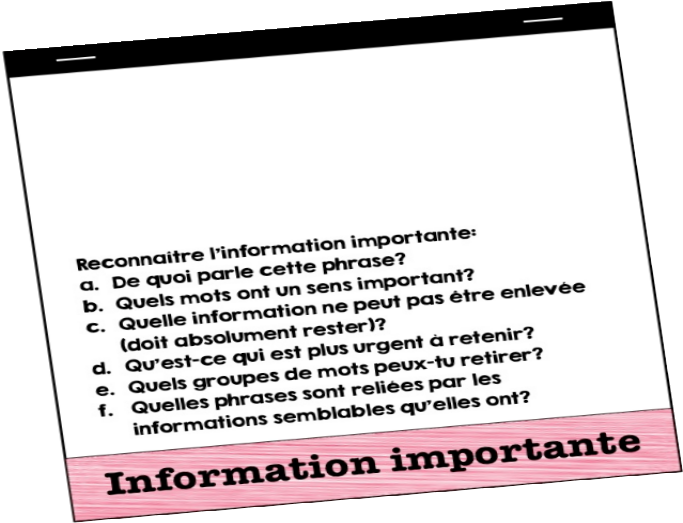 Reconnaitre l'information importante:
a. De quoi parle cette phrase?
b. Quels mots ont un sens important?
c. Quelle information ne peut pas être enlevée
(doit absolument rester)?
d. Qu'est-ce qui est plus urgent à retenir?
e. Quels groupes de mots peux-tu retirer?
f. Quelles phrases sont reliées par les
informations semblables qu'elles ont?
Information importante